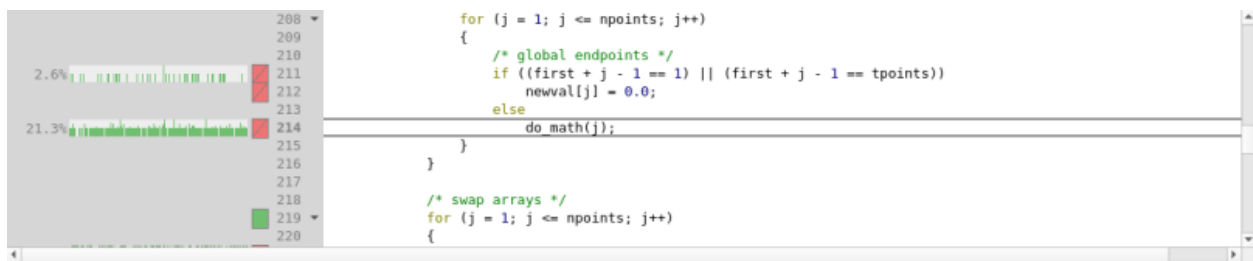 208 for (j = 1; j <= npoints; j++)
209 {
210 /* global endpoints */
2.6% 211 if ((first + j - 1 == 1) || (first + j - 1 == tpoints))
212 newval[j] = 0.0;
213 else
21.3% 214 do_math(j);
215 }
216 }
217
218 /* swap arrays */
219 for (j = 1; j <= npoints; j++)
220 {